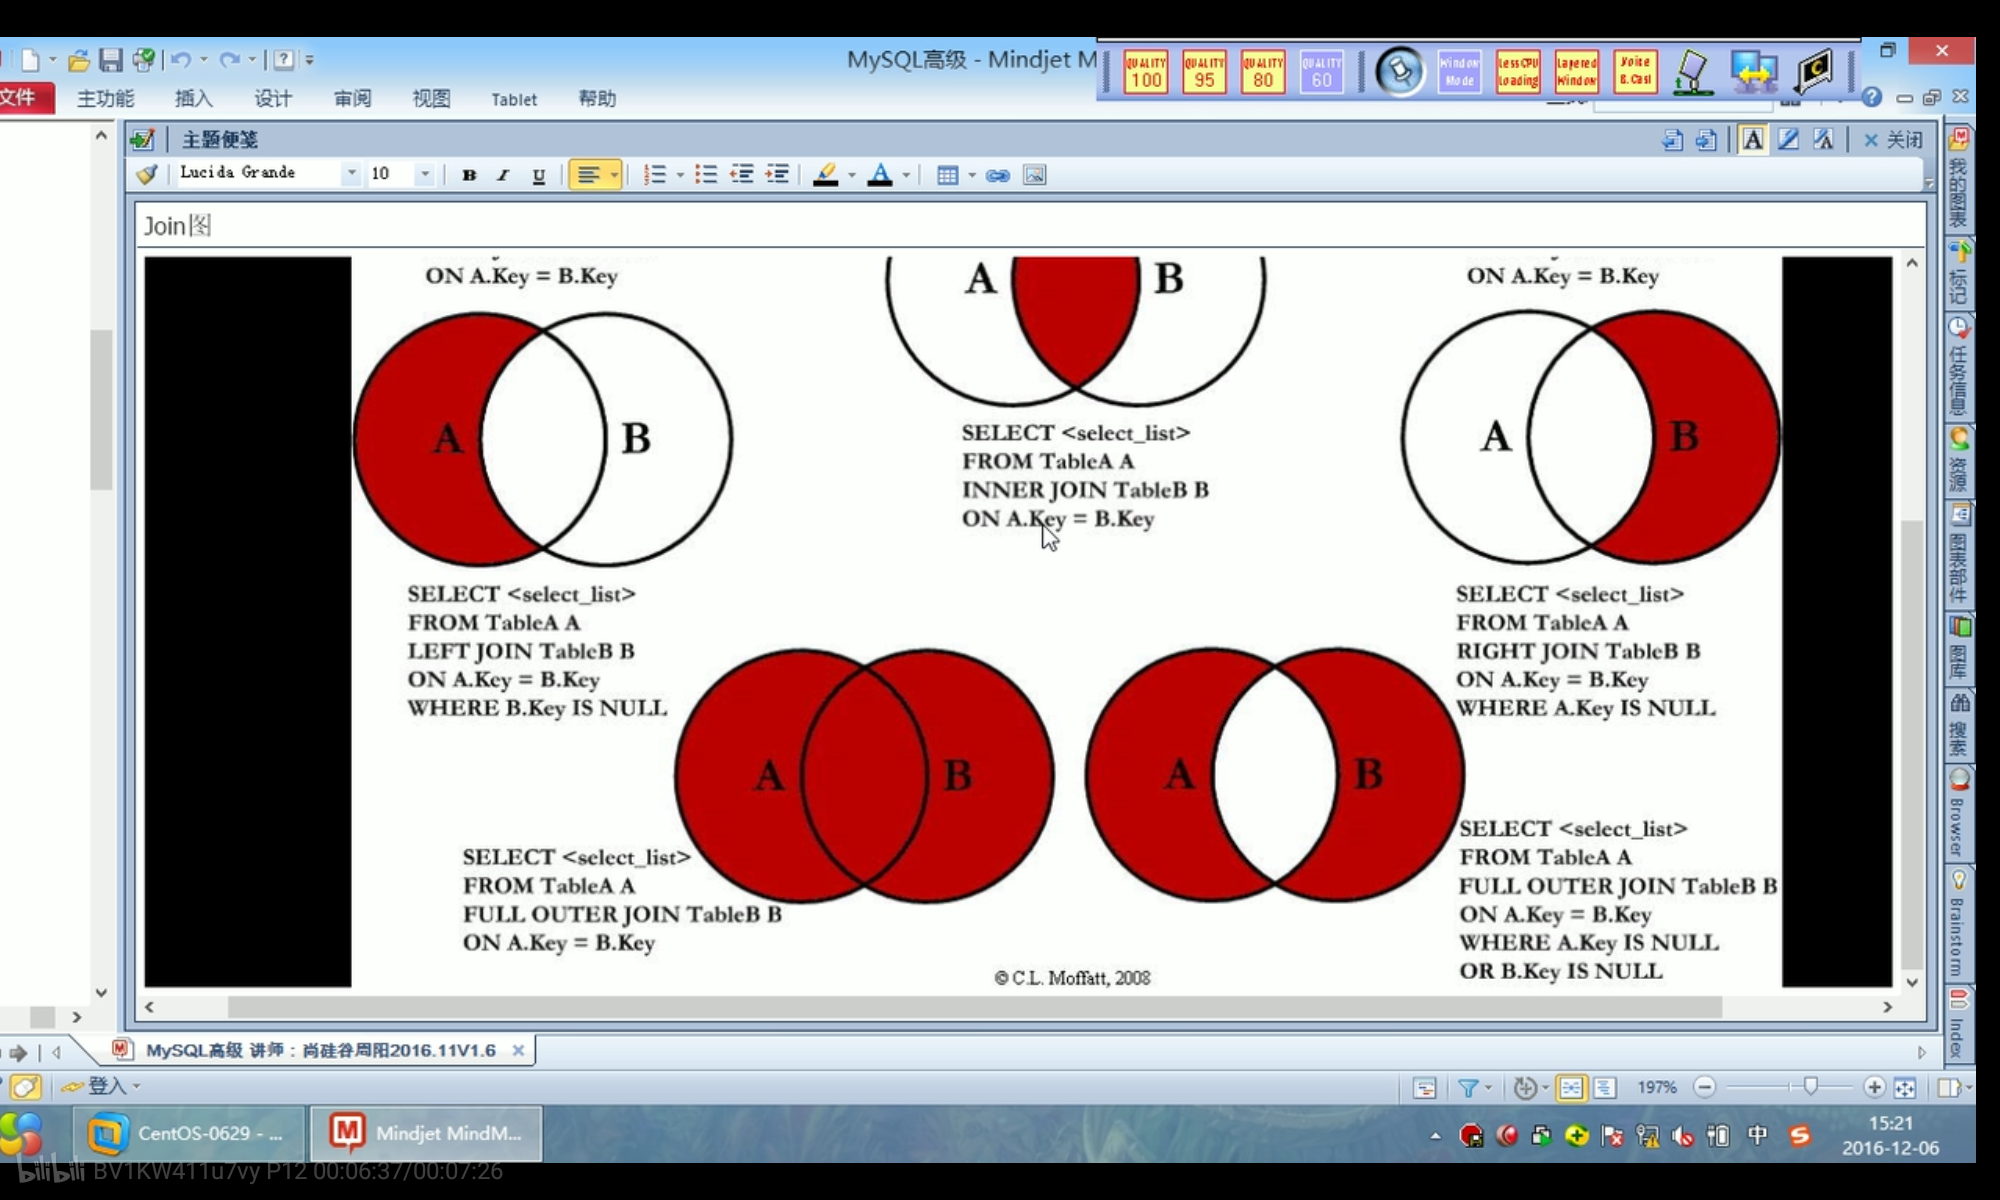 MySQL高级 - Mindjet M
QUALITY 100
QUALITY 95
QUALITY 80
QUALITY 60
Window Mode
LessCPU Loading
Layered Window
Voice B.Cast
文件 主功能 插入 设计 审阅 视图 Tablet 帮助
主题便笺
关闭
Lucida Grande 10 B I U
Join图
ON A.Key = B.Key
A B
ON A.Key = B.Key
A B
SELECT <select_list>
FROM TableA A
INNER JOIN TableB B
ON A.Key = B.Key
A B
SELECT <select_list>
FROM TableA A
LEFT JOIN TableB B
ON A.Key = B.Key
WHERE B.Key IS NULL
SELECT <select_list>
FROM TableA A
RIGHT JOIN TableB B
ON A.Key = B.Key
WHERE A.Key IS NULL
A B
A B
SELECT <select_list>
FROM TableA A
FULL OUTER JOIN TableB B
ON A.Key = B.Key
SELECT <select_list>
FROM TableA A
FULL OUTER JOIN TableB B
ON A.Key = B.Key
WHERE A.Key IS NULL
OR B.Key IS NULL
© C.L. Moffatt, 2008
我的图表
标记
任务信息
资源
图表部件
图库
搜索
Browser
Brainstorm
Index
MySQL高级 讲师：尚硅谷周阳2016.11V1.6
登入
197%
CentOS-0629 - ...
Mindjet MindM...
中
15:21
2016-12-06
bilibili BV1KW411u7vy P12 00:06:37/00:07:26